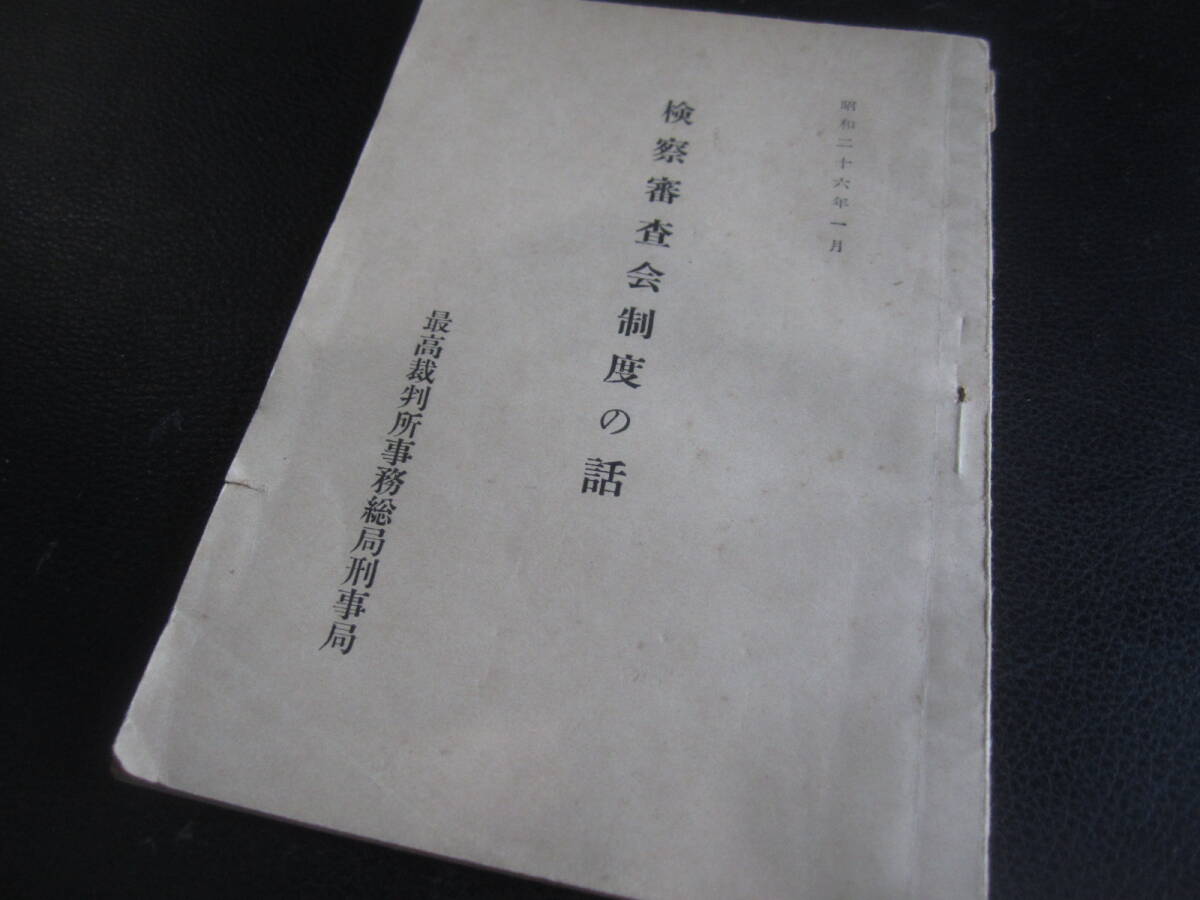 昭和二十六年一月
検察審査会制度の話
最高裁判所事務総局刑事局